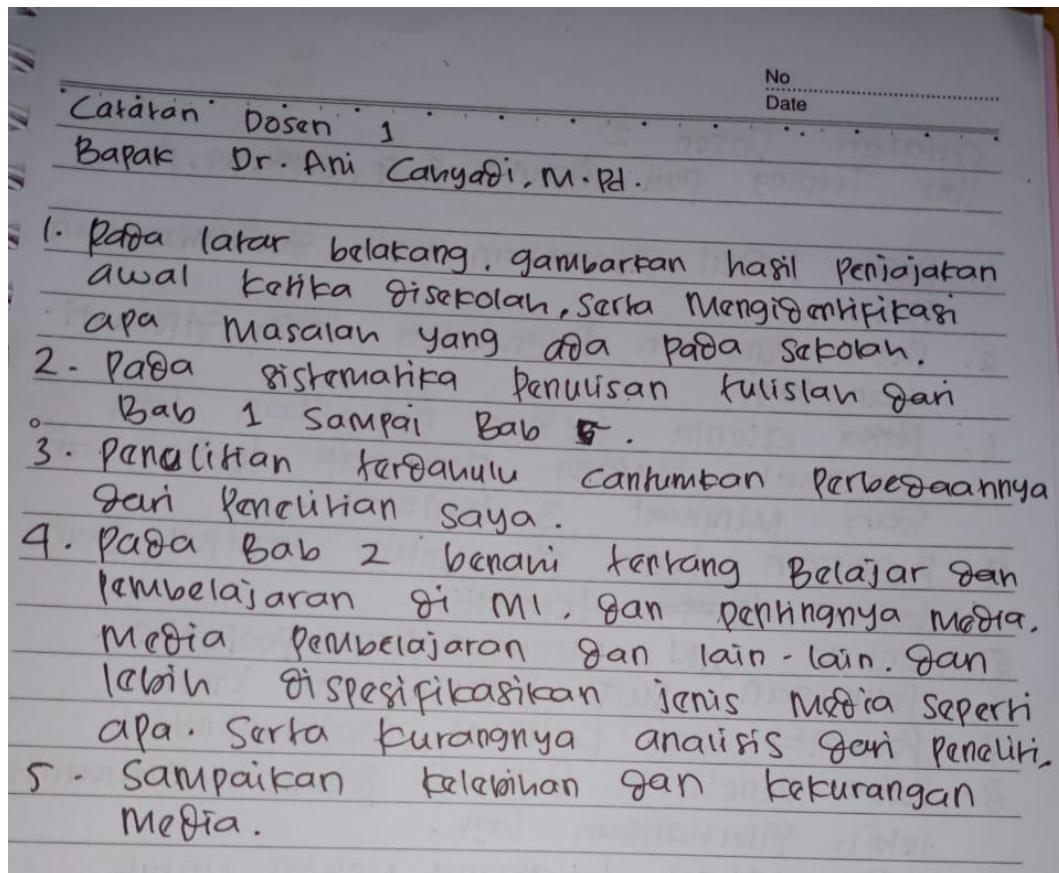 No
Date
Catatan Dosen 1
Bapak Dr. Ani Cahyadi, M.Pd.
1. Pada latar belakang, gambarkan hasil Penjajakan
awal ketika disekolah, serta Mengidentifikasi
apa Masalah yang ada pada sekolah.
2. Pada sistematika Penulisan tulislah dari
Bab 1 Sampai Bab 5.
3. Penelitian terdahulu cantumkan Perbedaannya
dari Penelitian saya.
4. Pada Bab 2 benahi tentang Belajar dan
Pembelajaran di MI, dan pentingnya Media.
Media Pembelajaran dan lain-lain. dan
lebih dispesifikasikan jenis Media seperti
apa. Serta kurangnya analisis dari Peneliti.
5. Sampaikan kelebihan dan kekurangan
Media.